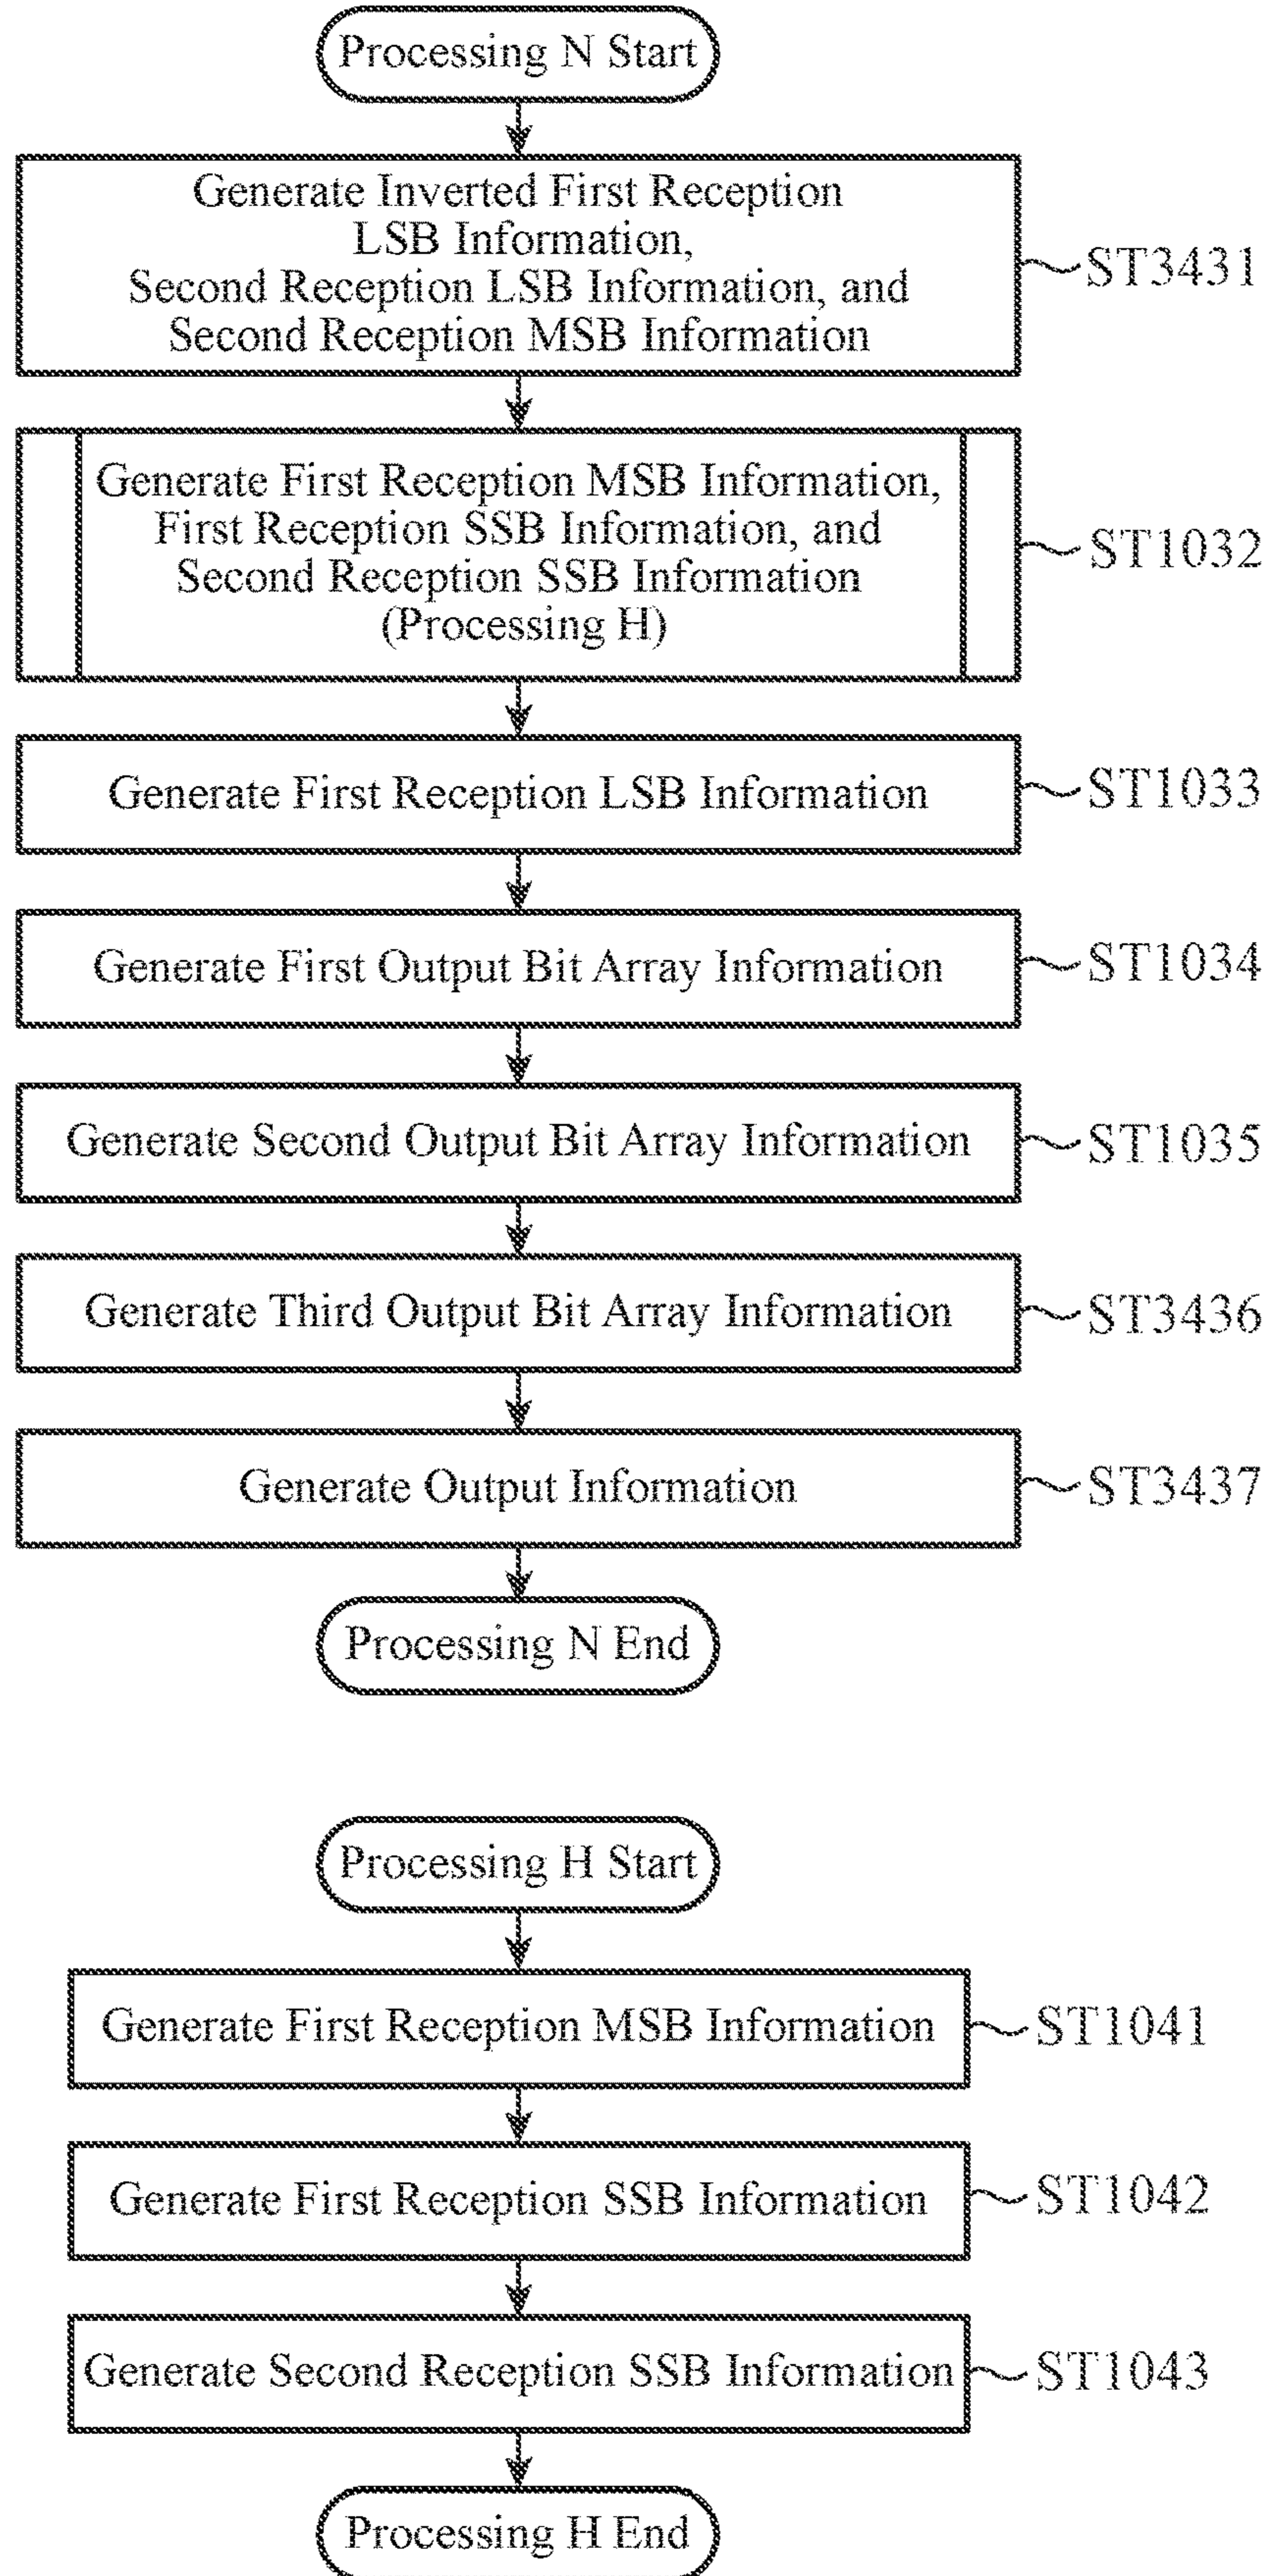 Processing N Start
Generate Inverted First Reception
LSB Information,
Second Reception LSB Information, and
Second Reception MSB Information
ST3431
Generate First Reception MSB Information,
First Reception SSB Information, and
Second Reception SSB Information
(Processing H)
ST1032
Generate First Reception LSB Information
ST1033
Generate First Output Bit Array Information
ST1034
Generate Second Output Bit Array Information
ST1035
Generate Third Output Bit Array Information
ST3436
Generate Output Information
ST3437
Processing N End
Processing H Start
Generate First Reception MSB Information
ST1041
Generate First Reception SSB Information
ST1042
Generate Second Reception SSB Information
ST1043
Processing H End